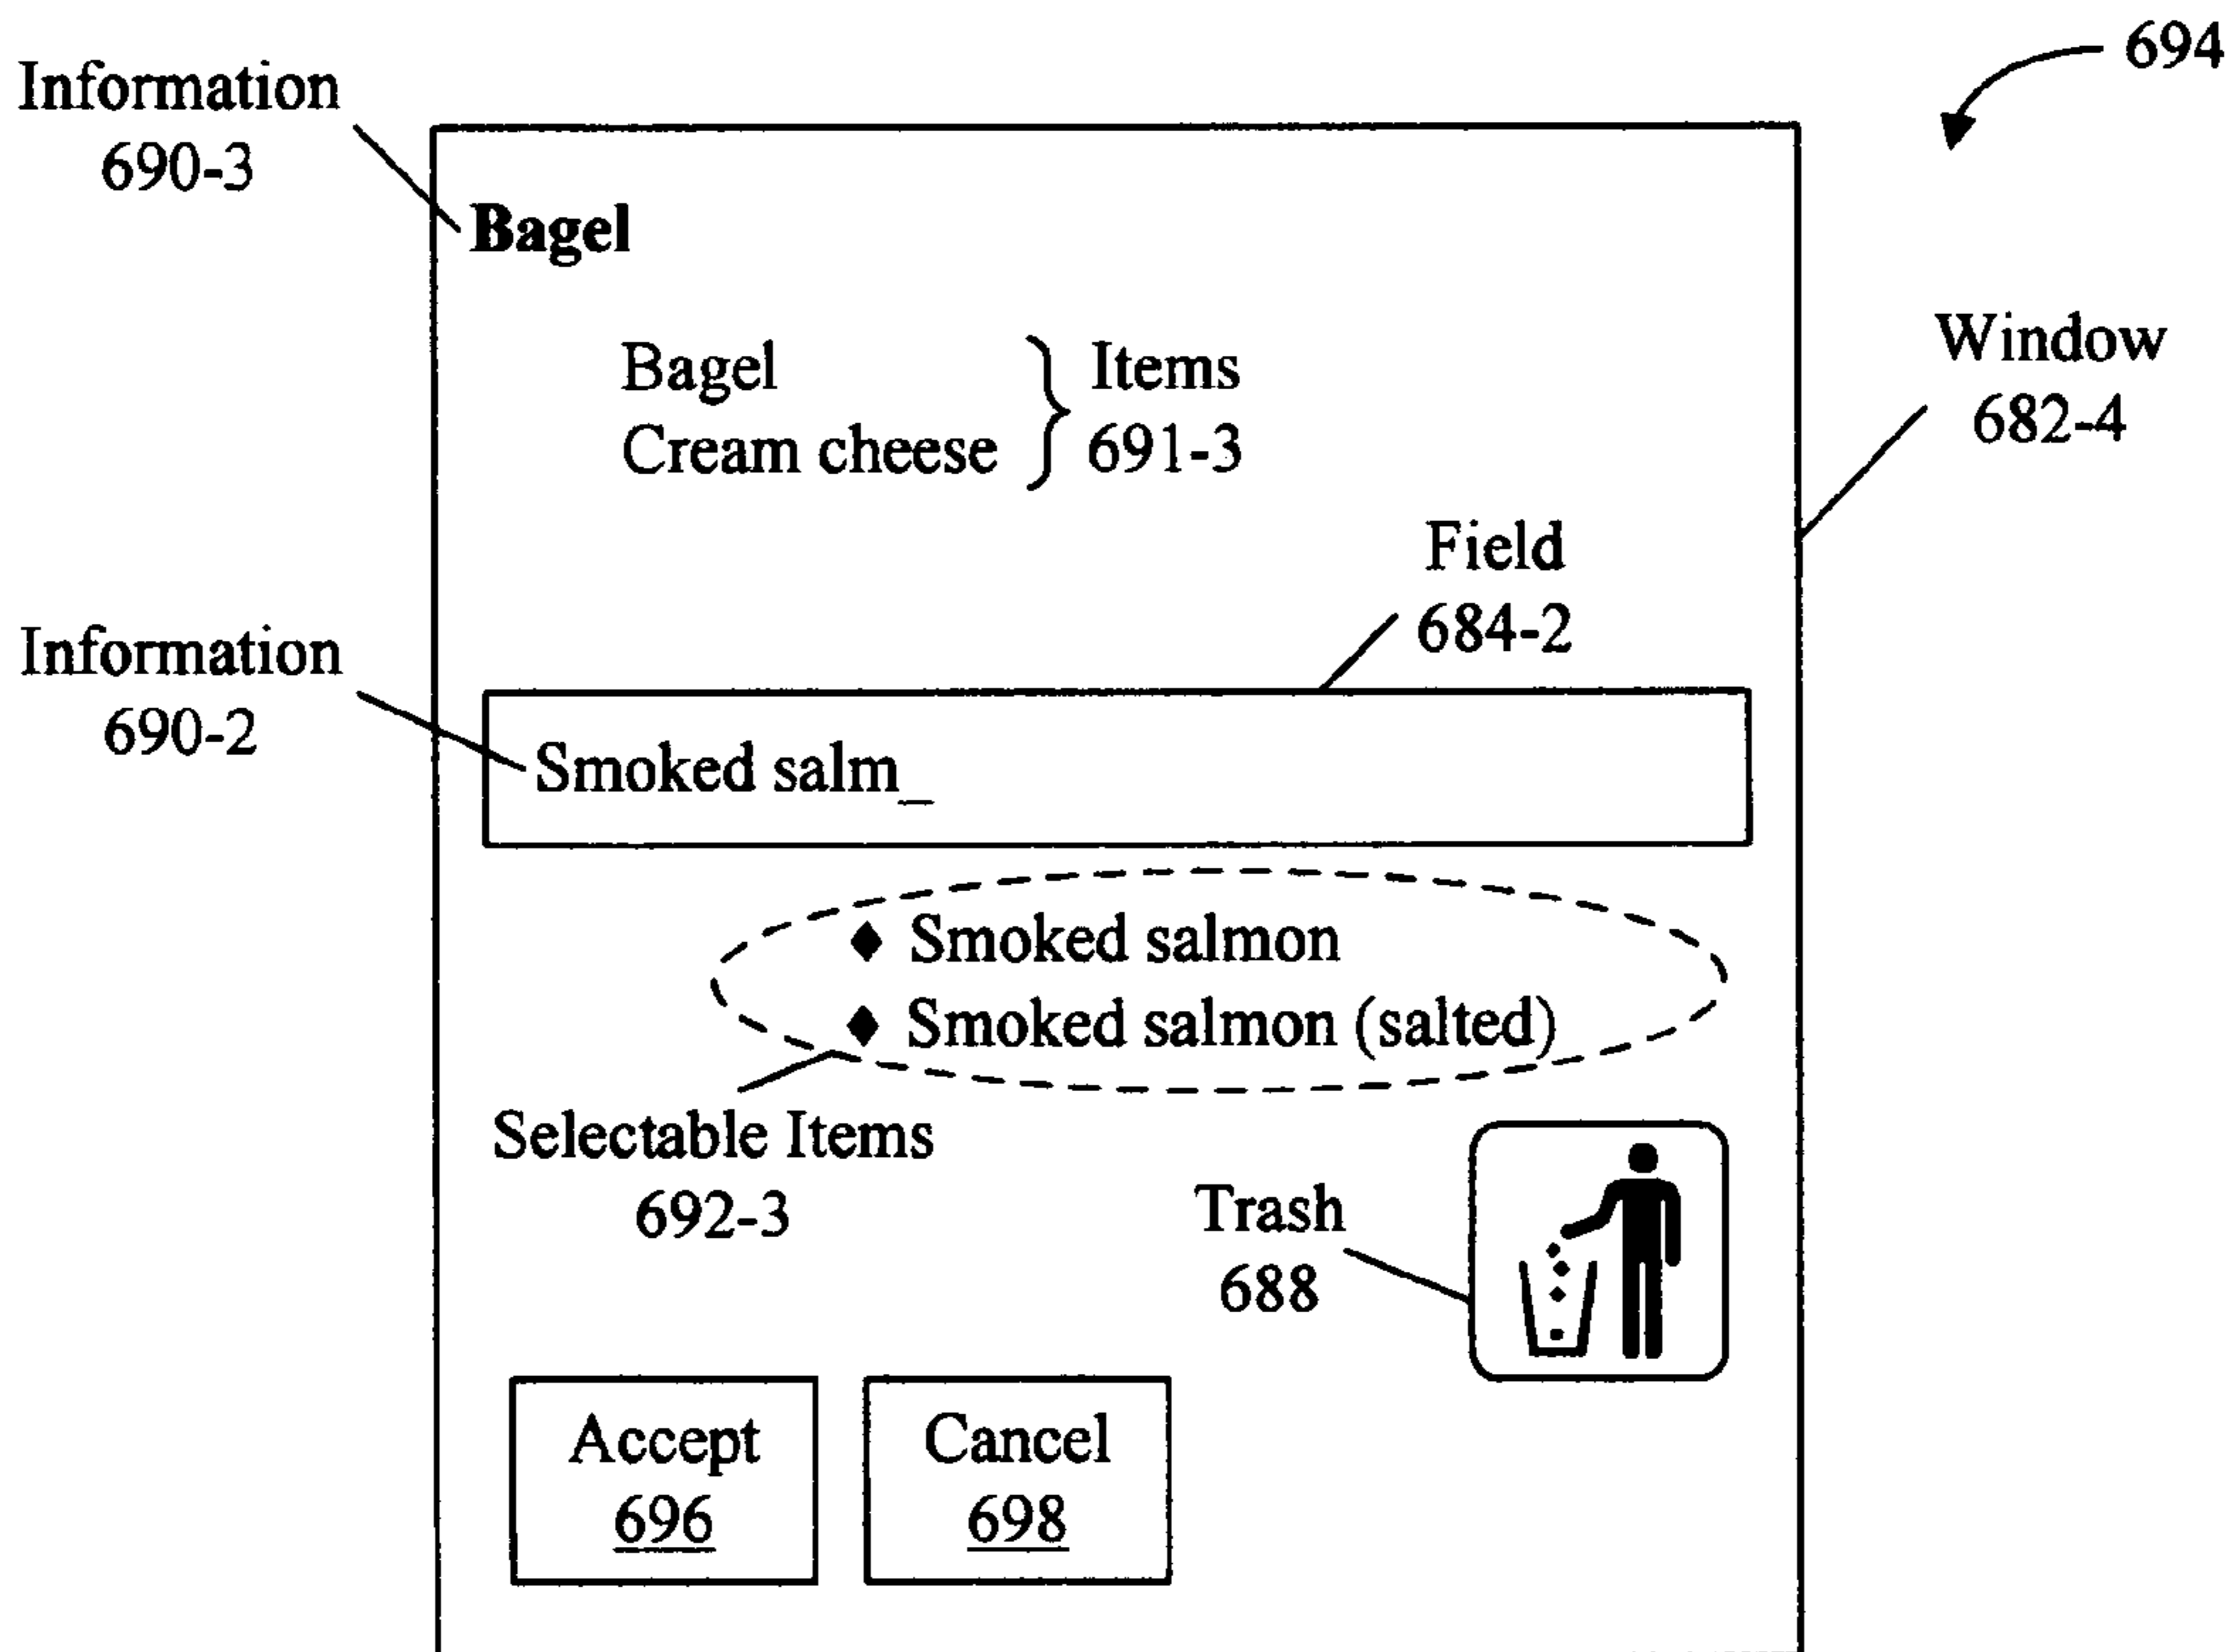 694
Information
690-3
Bagel
Bagel
Cream cheese
Items
691-3
Window
682-4
Field
684-2
Information
690-2
Smoked salm_
♦ Smoked salmon
♦ Smoked salmon (salted)
Selectable Items
692-3
Trash
688
Accept
696
Cancel
698